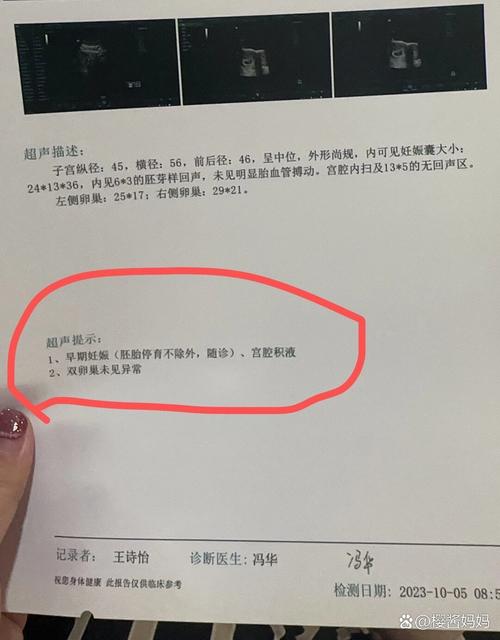 超声描述：
子宫纵径：45，横径：56，前后径：46，呈中位，外形尚规，内可见妊娠囊大小：
24*13*36，内见6*3的胚芽样回声，未见明显胎血管搏动。宫腔内扫及13*5的无回声区。
左侧卵巢：25*17；右侧卵巢：29*21。
超声提示：
1、早期妊娠（胚胎停育不除外，随诊）、宫腔积液
2、双卵巢未见异常
记录者： 王诗怡 诊断医生：冯华 冯华
祝您身体健康 此报告仅供临床参考
检测日期：2023-10-05 08:5
@樱酱妈妈